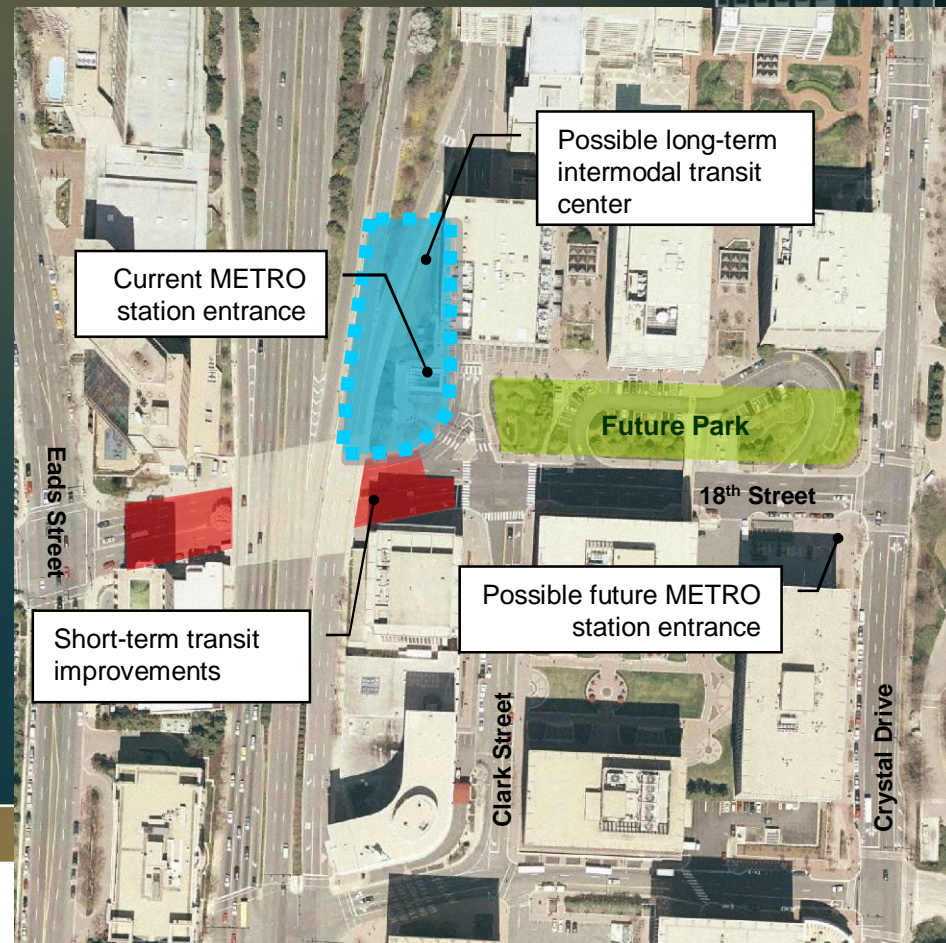 Possible long-term
intermodal transit
center
Current METRO
station entrance
Future Park
Eads Street
18th Street
Possible future METRO
station entrance
Short-term transit
improvements
Clark Street
Crystal Drive